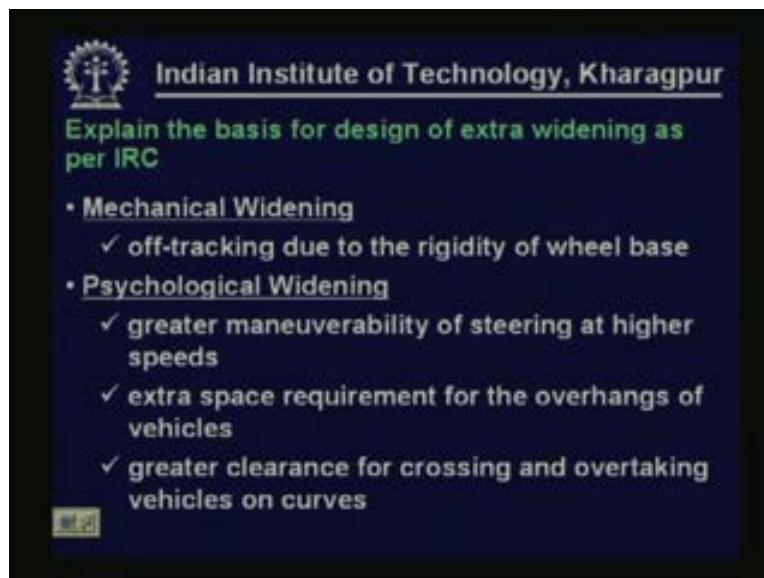 Indian Institute of Technology, Kharagpur
Explain the basis for design of extra widening as
per IRC
• Mechanical Widening
✓ off-tracking due to the rigidity of wheel base
• Psychological Widening
✓ greater maneuverability of steering at higher
speeds
✓ extra space requirement for the overhangs of
vehicles
✓ greater clearance for crossing and overtaking
vehicles on curves